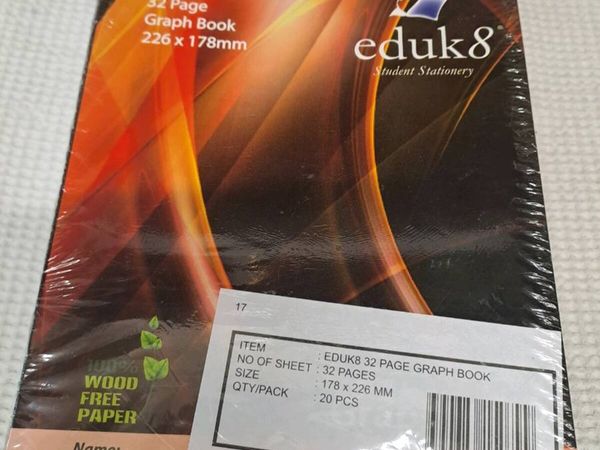 32 Page
Graph Book
226 x 178mm
eduk8®
Student Stationery
17
ITEM : EDUK8 32 PAGE GRAPH BOOK
NO OF SHEET : 32 PAGES
SIZE : 178 x 226 MM
QTY/PACK : 20 PCS
100%
WOOD
FREE
PAPER
Name: